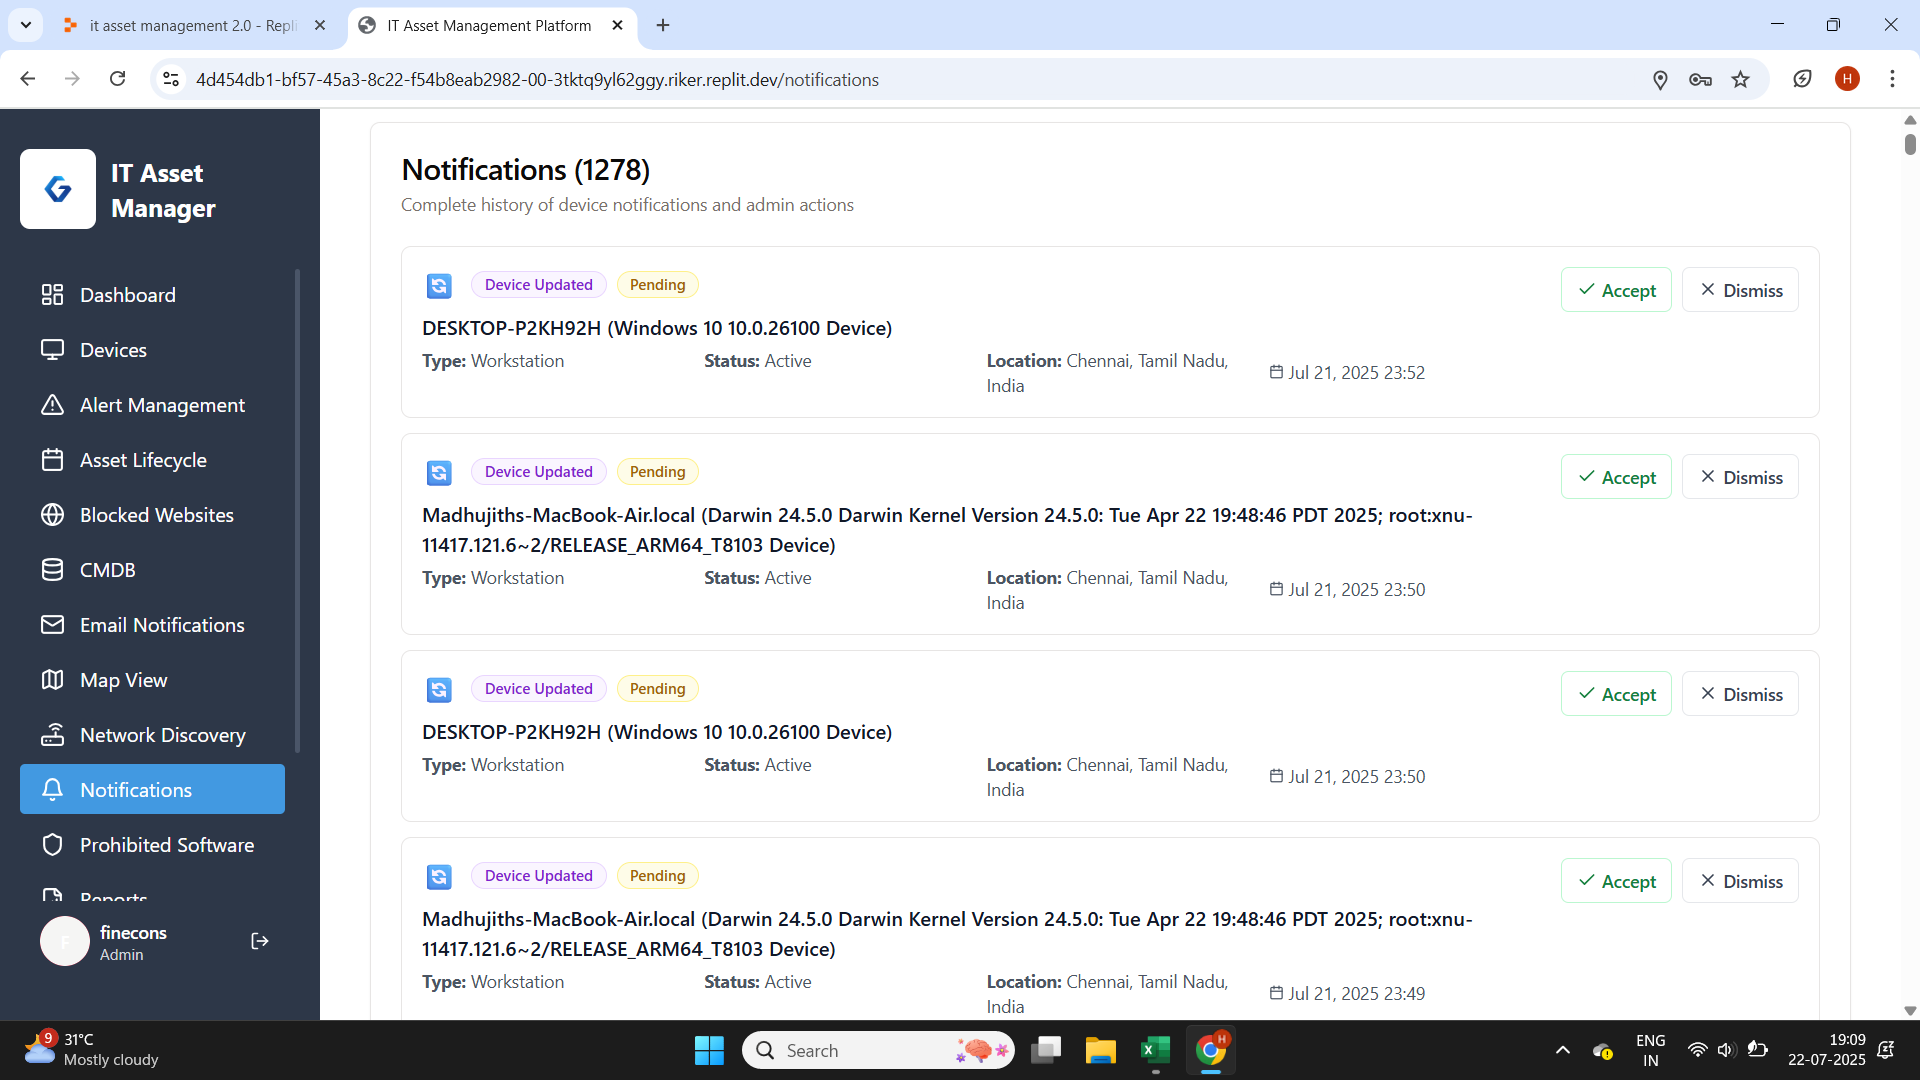 it asset management 2.0 - Repli
IT Asset Management Platform
4d454db1-bf57-45a3-8c22-f54b8eab2982-00-3tktq9yl62ggy.riker.replit.dev/notifications
H
IT Asset
Manager
Dashboard
Devices
Alert Management
Asset Lifecycle
Blocked Websites
CMDB
Email Notifications
Map View
Network Discovery
Notifications
Prohibited Software
Reports
F
finecons
Admin
Notifications (1278)
Complete history of device notifications and admin actions
Device Updated Pending
Accept Dismiss
DESKTOP-P2KH92H (Windows 10 10.0.26100 Device)
Type: Workstation Status: Active Location: Chennai, Tamil Nadu,
India
Jul 21, 2025 23:52
Device Updated Pending
Accept Dismiss
Madhujiths-MacBook-Air.local (Darwin 24.5.0 Darwin Kernel Version 24.5.0: Tue Apr 22 19:48:46 PDT 2025; root:xnu-
11417.121.6~2/RELEASE_ARM64_T8103 Device)
Type: Workstation Status: Active Location: Chennai, Tamil Nadu,
India
Jul 21, 2025 23:50
Device Updated Pending
Accept Dismiss
DESKTOP-P2KH92H (Windows 10 10.0.26100 Device)
Type: Workstation Status: Active Location: Chennai, Tamil Nadu,
India
Jul 21, 2025 23:50
Device Updated Pending
Accept Dismiss
Madhujiths-MacBook-Air.local (Darwin 24.5.0 Darwin Kernel Version 24.5.0: Tue Apr 22 19:48:46 PDT 2025; root:xnu-
11417.121.6~2/RELEASE_ARM64_T8103 Device)
Type: Workstation Status: Active Location: Chennai, Tamil Nadu,
India
Jul 21, 2025 23:49
9
31°C
Mostly cloudy
Search
H
ENG
IN
19:09
22-07-2025